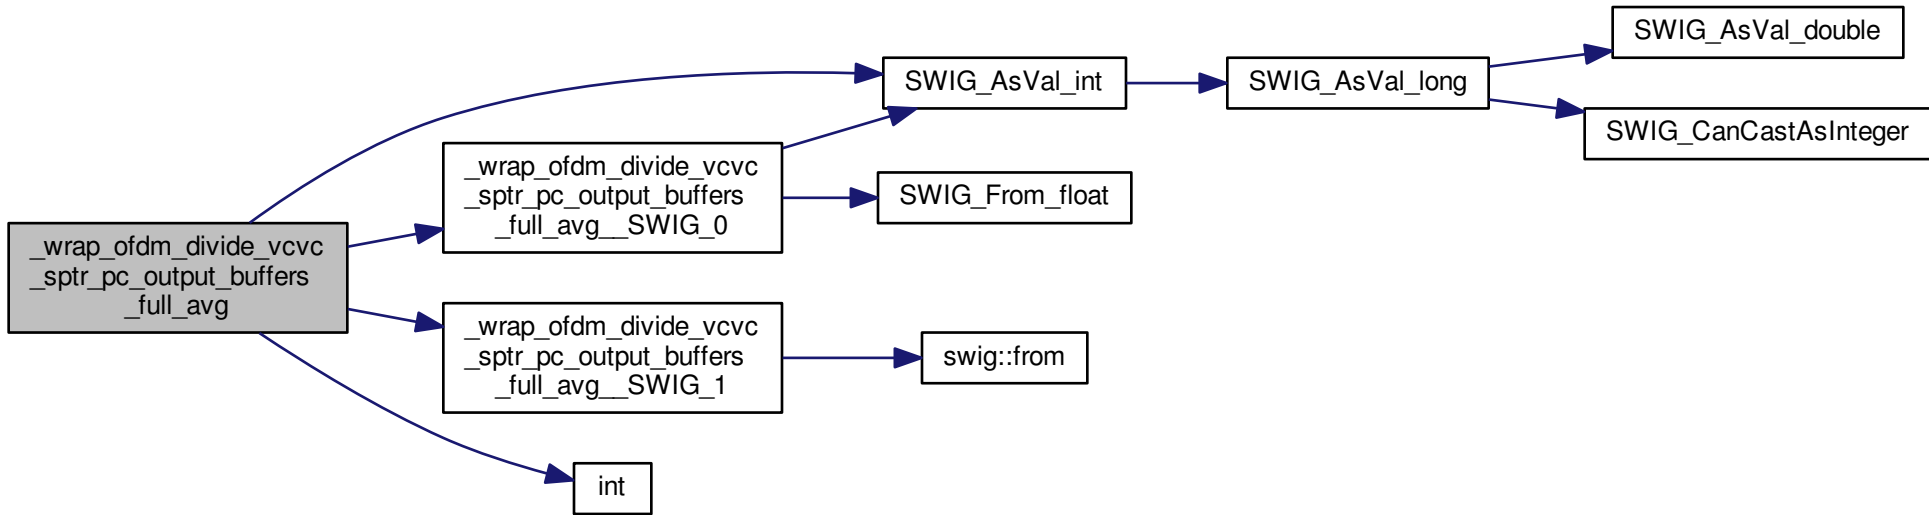 _wrap_ofdm_divide_vcvc
_sptr_pc_output_buffers
_full_avg
_wrap_ofdm_divide_vcvc
_sptr_pc_output_buffers
_full_avg__SWIG_0
_wrap_ofdm_divide_vcvc
_sptr_pc_output_buffers
_full_avg__SWIG_1
int
SWIG_AsVal_int
SWIG_From_float
swig::from
SWIG_AsVal_long
SWIG_AsVal_double
SWIG_CanCastAsInteger